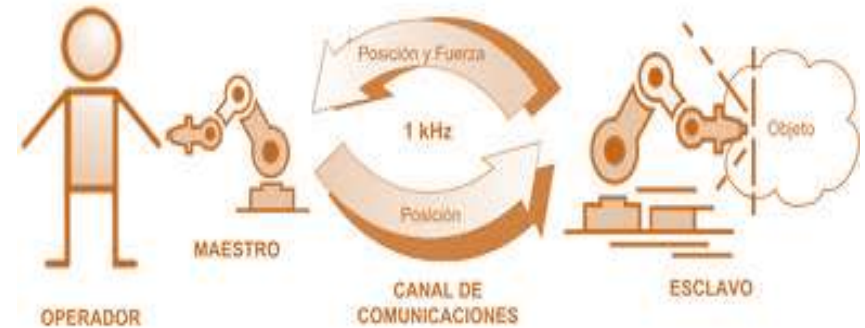 Posición y Fuerza
1 kHz
Objeto
Posición
MAESTRO
OPERADOR
CANAL DE
COMUNICACIONES
ESCLAVO